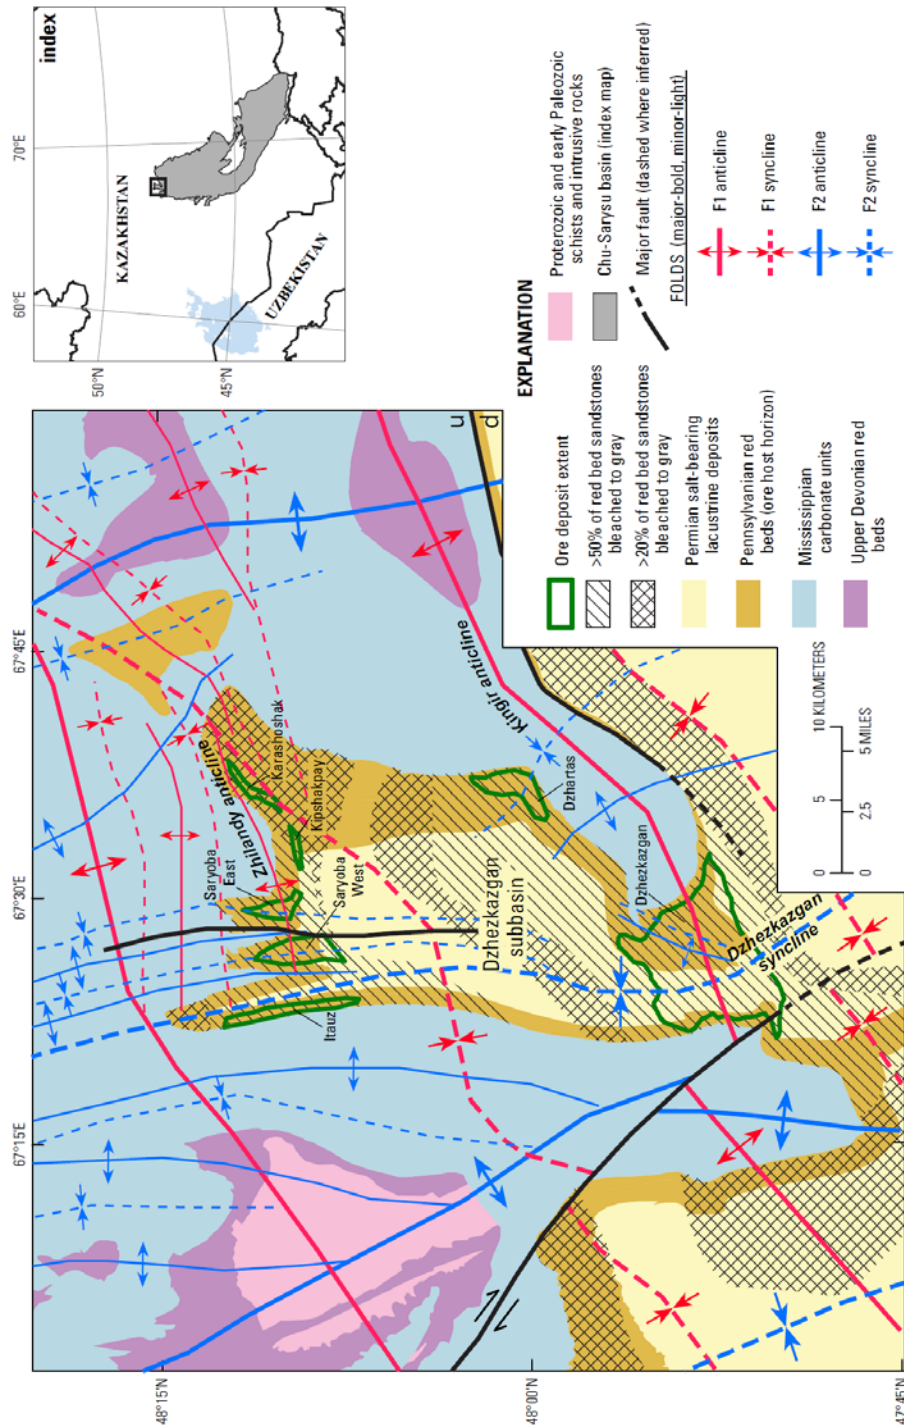 index
70°E
60°E
50°N
45°N
KAZAKHSTAN
UZBEKISTAN
67°45'E
67°30'E
67°15'E
48°15'N
48°00'N
47°45'N
u
d
Zhilandy anticline
Karashoshak
Kipshakpay
Saryoba
East
Saryoba
West
Itauz
Dzhezkazgan
subbasin
Kingir anticline
Dzhartas
Dzhezkazgan
Dzhezkazgan
syncline
0 5 10 KILOMETERS
0 2.5 5 MILES
EXPLANATION
Ore deposit extent
>50% of red bed sandstones
bleached to gray
>20% of red bed sandstones
bleached to gray
Permian salt-bearing
lacustrine deposits
Pennsylvanian red
beds (ore host horizon)
Mississippian
carbonate units
Upper Devonian red
beds
Proterozoic and early Paleozoic
schists and intrusive rocks
Chu-Sarysu basin (index map)
Major fault (dashed where inferred)
FOLDS (major-bold, minor-light)
F1 anticline
F1 syncline
F2 anticline
F2 syncline